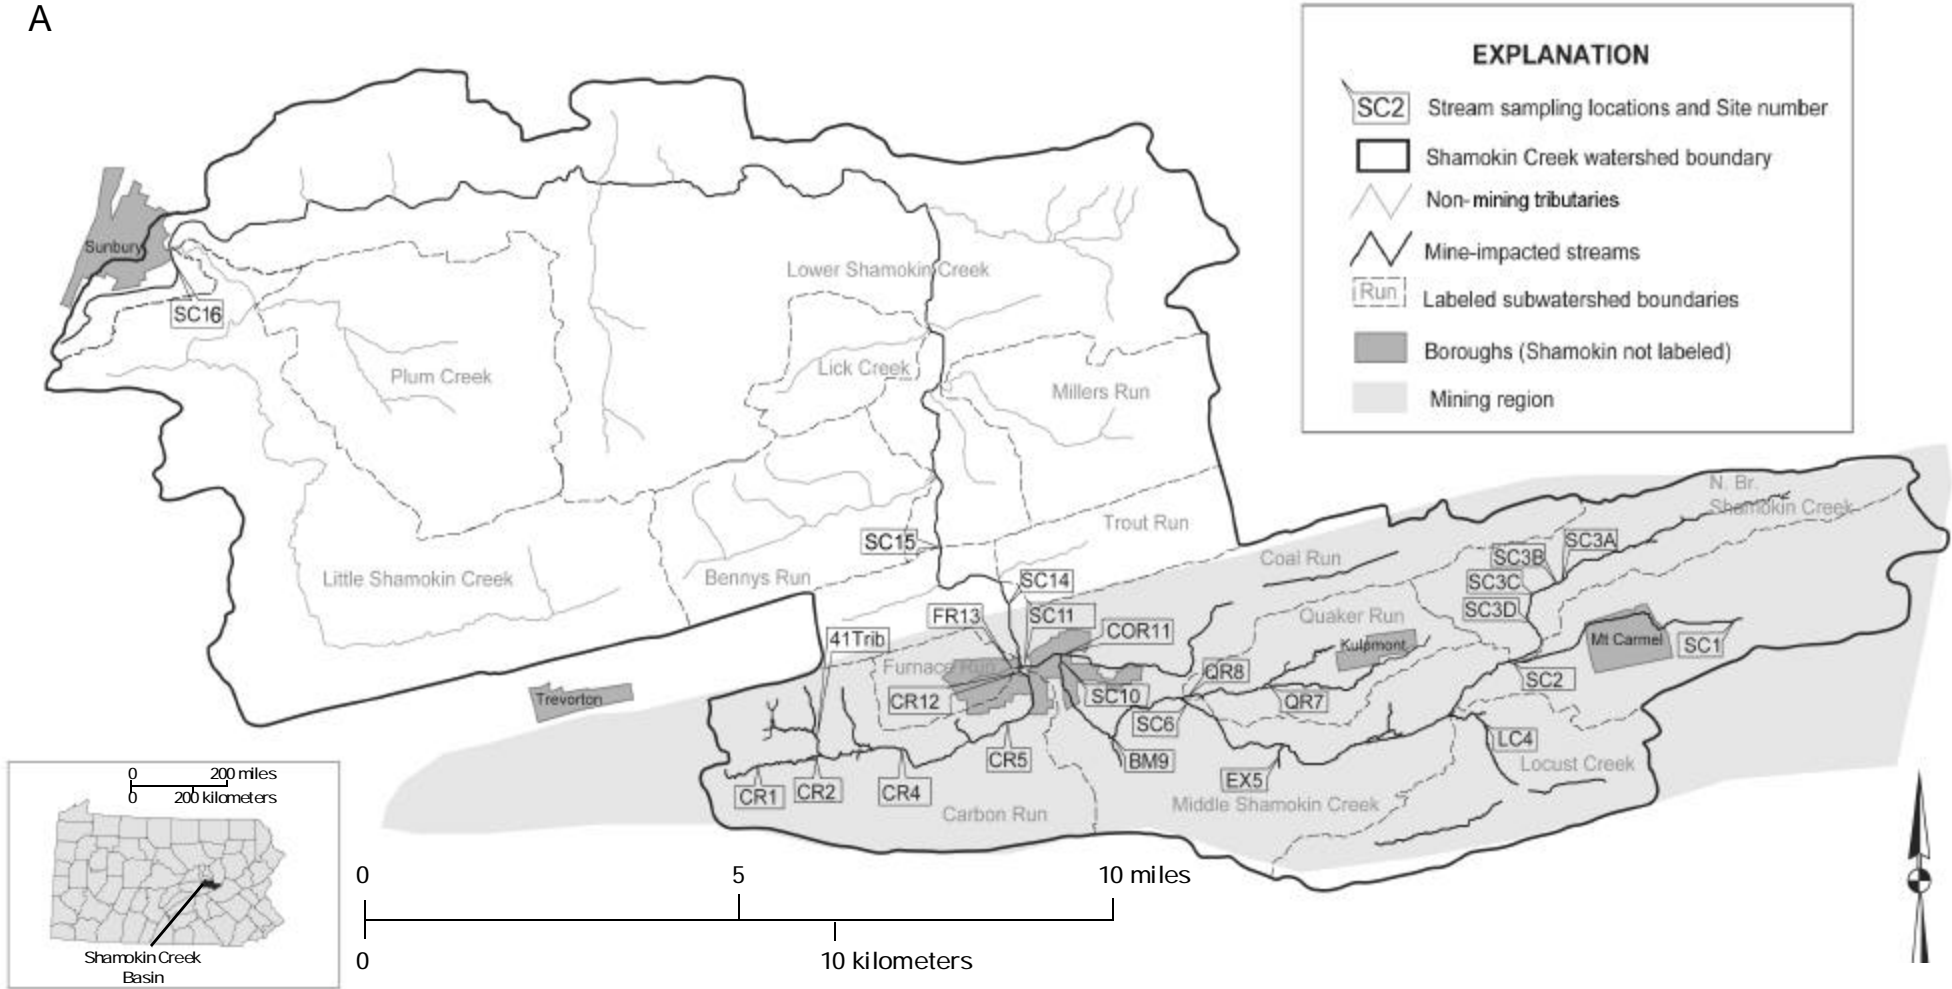 A
EXPLANATION
SC2 Stream sampling locations and Site number
Shamokin Creek watershed boundary
Non-mining tributaries
Mine-impacted streams
Run Labeled subwatershed boundaries
Boroughs (Shamokin not labeled)
Mining region
Sunbury
SC16
Lower Shamokin Creek
Plum Creek
Lick Creek
Millers Run
Little Shamokin Creek
Bennys Run
Trout Run
SC15
Coal Run
N. Br.
Shamokin Creek
SC3A
SC3B
SC3C
SC3D
SC14
FR13
SC11
COR11
41Trib
Quaker Run
Kulpmont
Mt Carmel
SC1
Furnace Run
CR12
SC10
QR8
QR7
SC2
SC6
Trevorton
CR5
BM9
LC4
EX5
Locust Creek
CR1
CR2
CR4
Carbon Run
Middle Shamokin Creek
0 200 miles
0 200 kilometers
Shamokin Creek
Basin
0 5 10 miles
0 10 kilometers